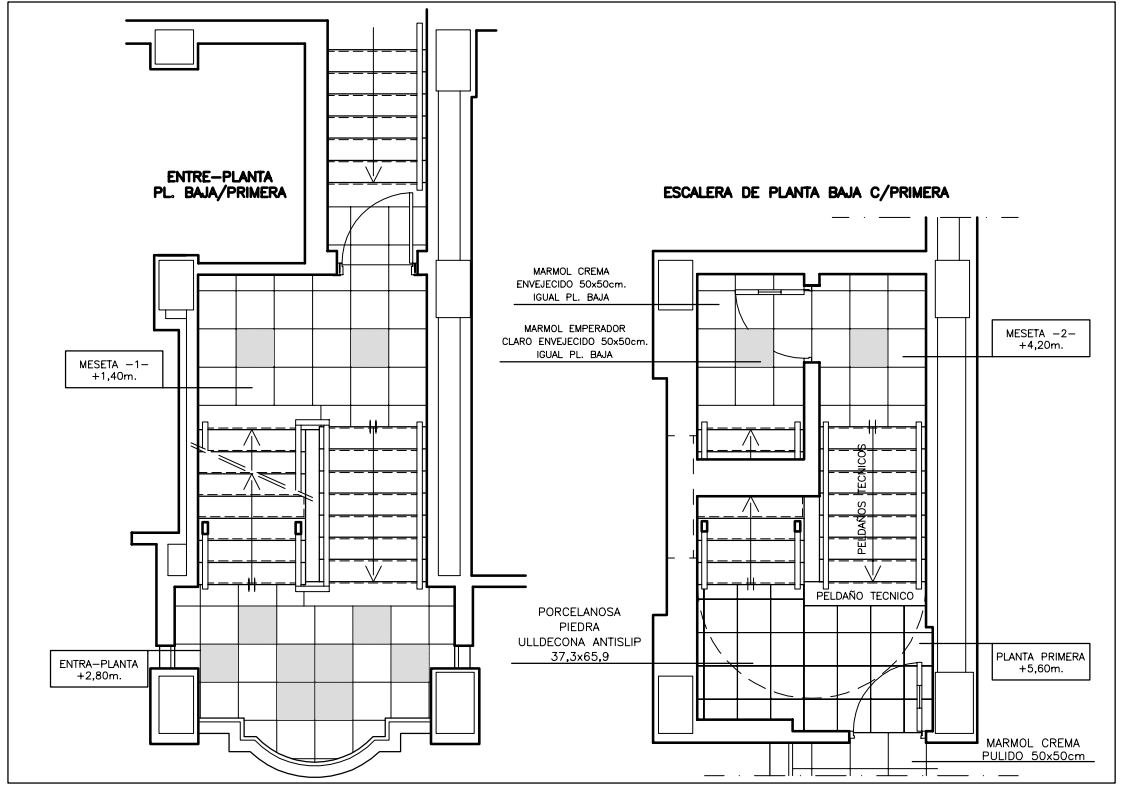 ENTRE-PLANTA
PL. BAJA/PRIMERA
MESETA -1-
+1,40m.
ENTRA-PLANTA
+2,80m.
ESCALERA DE PLANTA BAJA C/PRIMERA
MARMOL CREMA
ENVEJECIDO 50x50cm.
IGUAL PL. BAJA
MARMOL EMPERADOR
CLARO ENVEJECIDO 50x50cm.
IGUAL PL. BAJA
MESETA -2-
+4,20m.
PELDAÑOS TECNICOS
PELDAÑO TECNICO
PORCELANOSA
PIEDRA
ULLDECONA ANTISLIP
37,3x65,9
PLANTA PRIMERA
+5,60m.
MARMOL CREMA
PULIDO 50x50cm